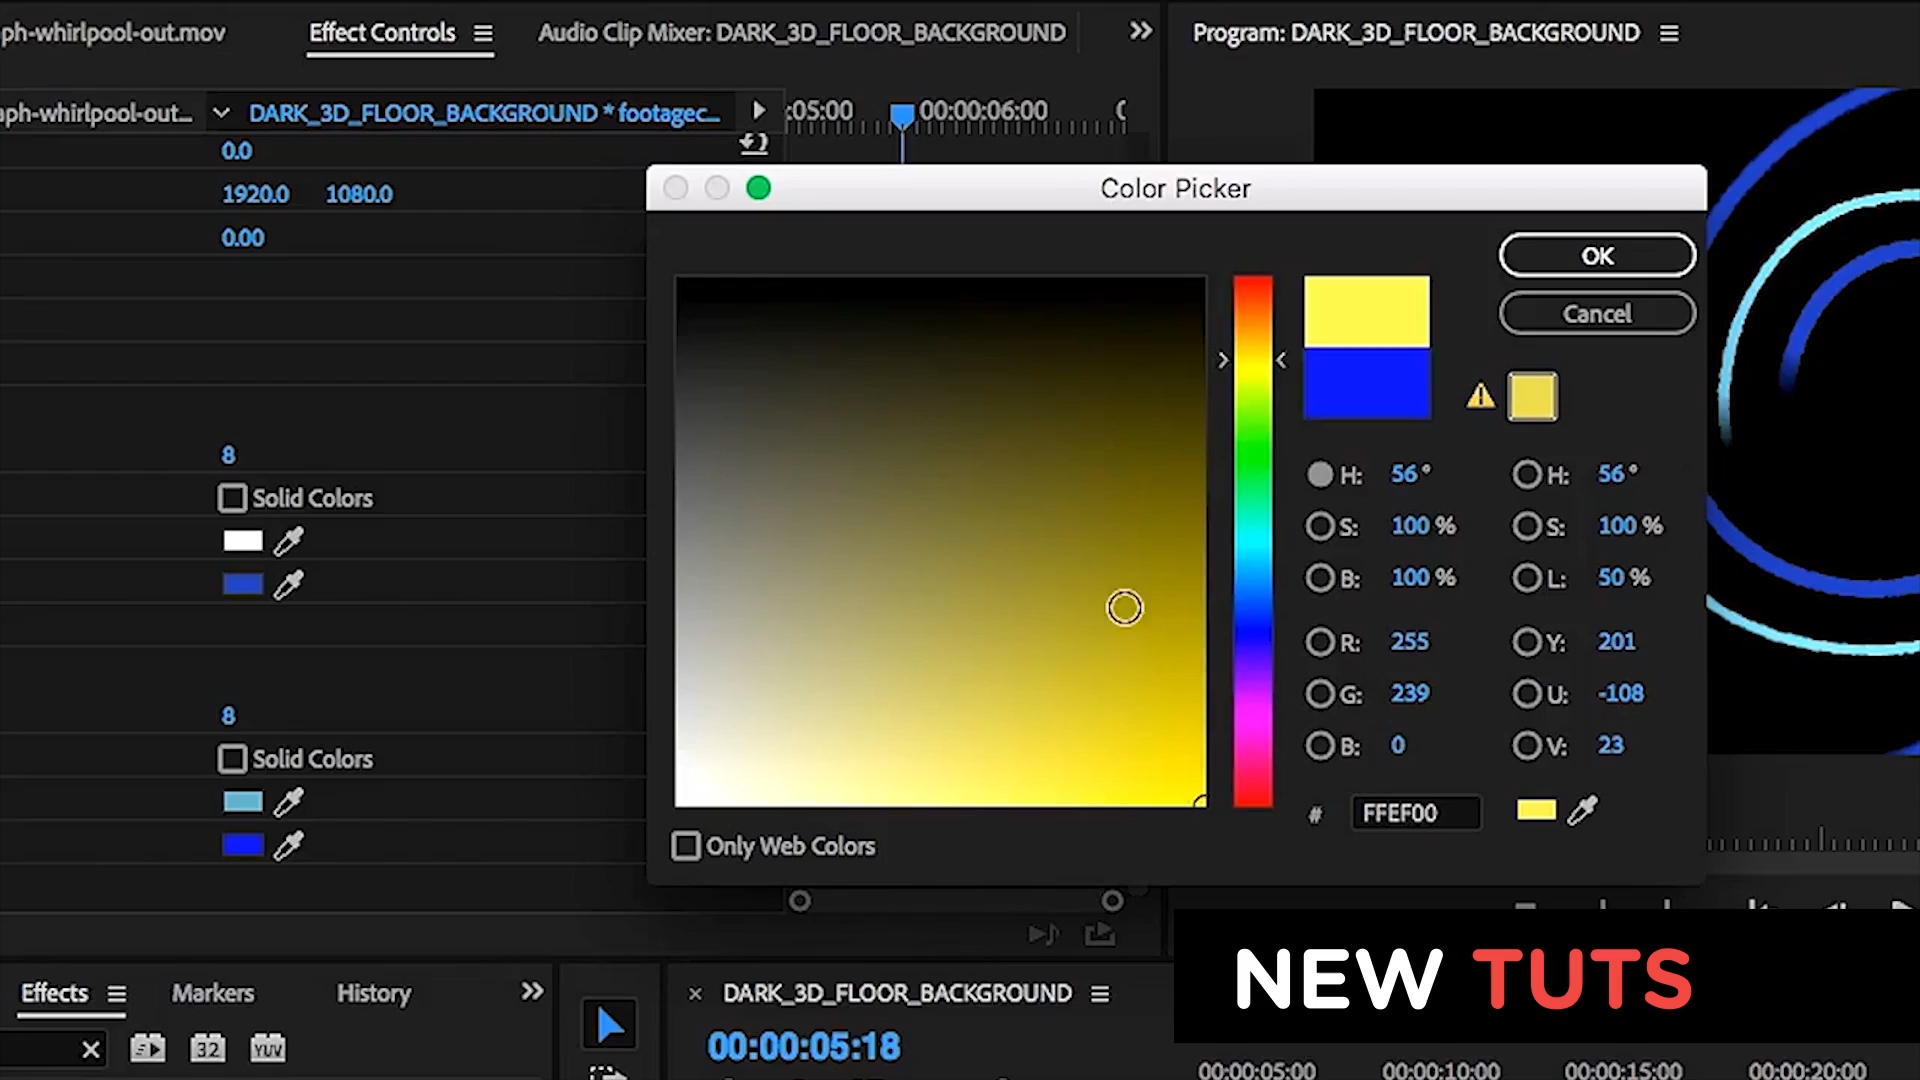 ph-whirlpool-out.mov
Effect Controls
Audio Clip Mixer: DARK_3D_FLOOR_BACKGROUND
Program: DARK_3D_FLOOR_BACKGROUND
aph-whirlpool-out...
DARK_3D_FLOOR_BACKGROUND * footagec...
:05:00
00:00:06:00
0.0
1920.0 1080.0
0.00
8
Solid Colors
8
Solid Colors
Color Picker
OK
Cancel
H: 56 °
H: 56 °
S: 100 %
S: 100 %
B: 100 %
L: 50 %
R: 255
Y: 201
G: 239
U: -108
B: 0
V: 23
# FFEF00
Only Web Colors
Effects
Markers
History
32
YUV
× DARK_3D_FLOOR_BACKGROUND
00:00:05:18
NEW TUTS
00:00:05:00
00:00:10:00
00:00:15:00
00:00:20:00